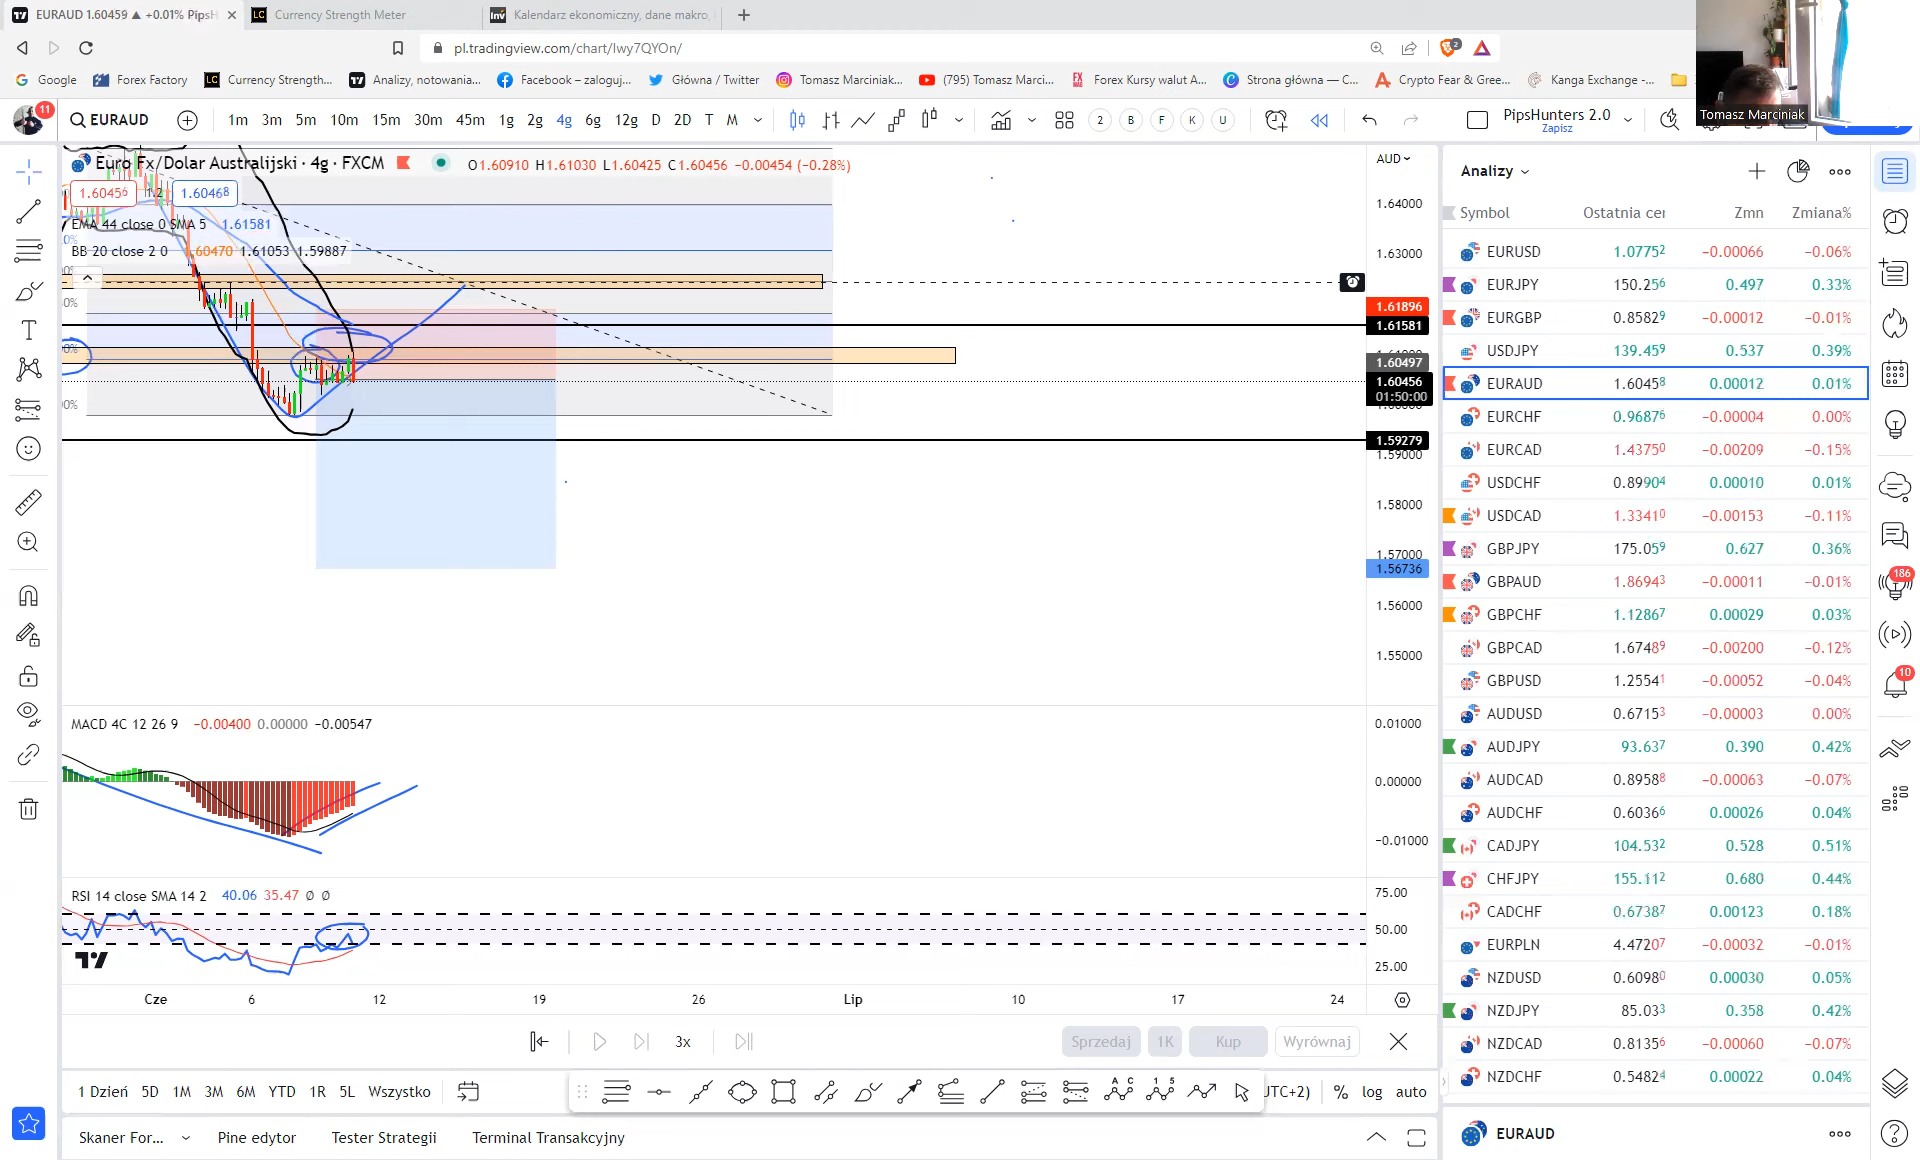 EURAUD 1.60459 ▲ +0.01% PipsH
Currency Strength Meter
Kalendarz ekonomiczny, dane makro,
pl.tradingview.com/chart/Iwy7QYOn/
2
Google
Forex Factory
Currency Strength...
Analizy, notowania...
Facebook – zaloguj...
Główna / Twitter
Tomasz Marciniak...
(795) Tomasz Marci...
Forex Kursy walut A...
Strona główna — C...
Crypto Fear & Gree...
Kanga Exchange -...
Tomasz Marciniak
11
EURAUD
1m 3m 5m 10m 15m 30m 45m 1g 2g 4g 6g 12g D 2D T M
2 B F K U
PipsHunters 2.0
Zapisz
Euro Fx/Dolar Australijski · 4g · FXCM
O1.60910 H1.61030 L1.60425 C1.60456 −0.00454 (−0.28%)
1.60456 1.2 1.60468
EMA 44 close 0 SMA 5 1.61581
BB 20 close 2 0 1.60470 1.61053 1.59887
AUD
1.64000
1.63000
1.61896
1.61581
1.60497
1.60456
01:50:00
1.59279
1.59000
1.58000
1.57000
1.56736
1.56000
1.55000
MACD 4C 12 26 9 −0.00400 0.00000 −0.00547
0.01000
0.00000
−0.01000
RSI 14 close SMA 14 2 40.06 35.47 Ø Ø
75.00
50.00
25.00
Cze 6 12 19 26 Lip 10 17 24
3x
Sprzedaj 1K Kup Wyrównaj
1 Dzień 5D 1M 3M 6M YTD 1R 5L Wszystko
UTC+2) % log auto
Skaner For... Pine edytor Tester Strategii Terminal Transakcyjny
Analizy
Symbol Ostatnia cer Zmn Zmiana%
EURUSD 1.07752 −0.00066 −0.06%
EURJPY 150.256 0.497 0.33%
EURGBP 0.85829 −0.00012 −0.01%
USDJPY 139.459 0.537 0.39%
EURAUD 1.60458 0.00012 0.01%
EURCHF 0.96876 −0.00004 0.00%
EURCAD 1.43750 −0.00209 −0.15%
USDCHF 0.89904 0.00010 0.01%
USDCAD 1.33410 −0.00153 −0.11%
GBPJPY 175.059 0.627 0.36%
GBPAUD 1.86943 −0.00011 −0.01%
GBPCHF 1.12867 0.00029 0.03%
GBPCAD 1.67489 −0.00200 −0.12%
GBPUSD 1.25541 −0.00052 −0.04%
AUDUSD 0.67153 −0.00003 0.00%
AUDJPY 93.637 0.390 0.42%
AUDCAD 0.89588 −0.00063 −0.07%
AUDCHF 0.60366 0.00026 0.04%
CADJPY 104.532 0.528 0.51%
CHFJPY 155.112 0.680 0.44%
CADCHF 0.67387 0.00123 0.18%
EURPLN 4.47207 −0.00032 −0.01%
NZDUSD 0.60980 0.00030 0.05%
NZDJPY 85.033 0.358 0.42%
NZDCAD 0.81356 −0.00060 −0.07%
NZDCHF 0.54824 0.00022 0.04%
EURAUD
186
10